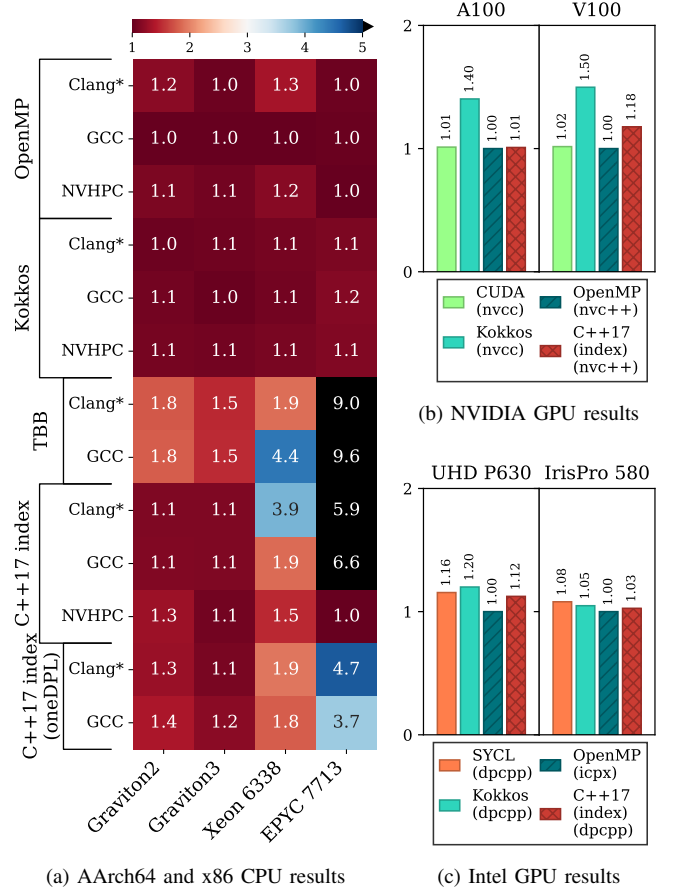 1 2 3 4 5
OpenMP
Clang* 1.2 1.0 1.3 1.0
GCC 1.0 1.0 1.0 1.0
NVHPC 1.1 1.1 1.2 1.0
Kokkos
Clang* 1.0 1.1 1.1 1.1
GCC 1.1 1.0 1.1 1.2
NVHPC 1.1 1.1 1.1 1.1
TBB
Clang* 1.8 1.5 1.9 9.0
GCC 1.8 1.5 4.4 9.6
C++17 index
Clang* 1.1 1.1 3.9 5.9
GCC 1.1 1.1 1.9 6.6
NVHPC 1.3 1.1 1.5 1.0
C++17 index
(oneDPL)
Clang* 1.3 1.1 1.9 4.7
GCC 1.4 1.2 1.8 3.7
Graviton2
Graviton3
Xeon 6338
EPYC 7713
(a) AArch64 and x86 CPU results
A100 V100
2
1
0
1.01 1.40 1.00 1.01
1.02 1.50 1.00 1.18
CUDA
(nvcc)
Kokkos
(nvcc)
OpenMP
(nvc++)
C++17
(index)
(nvc++)
(b) NVIDIA GPU results
UHD P630 IrisPro 580
2
1
0
1.16 1.20 1.00 1.12
1.08 1.05 1.00 1.03
SYCL
(dpcpp)
Kokkos
(dpcpp)
OpenMP
(icpx)
C++17
(index)
(dpcpp)
(c) Intel GPU results